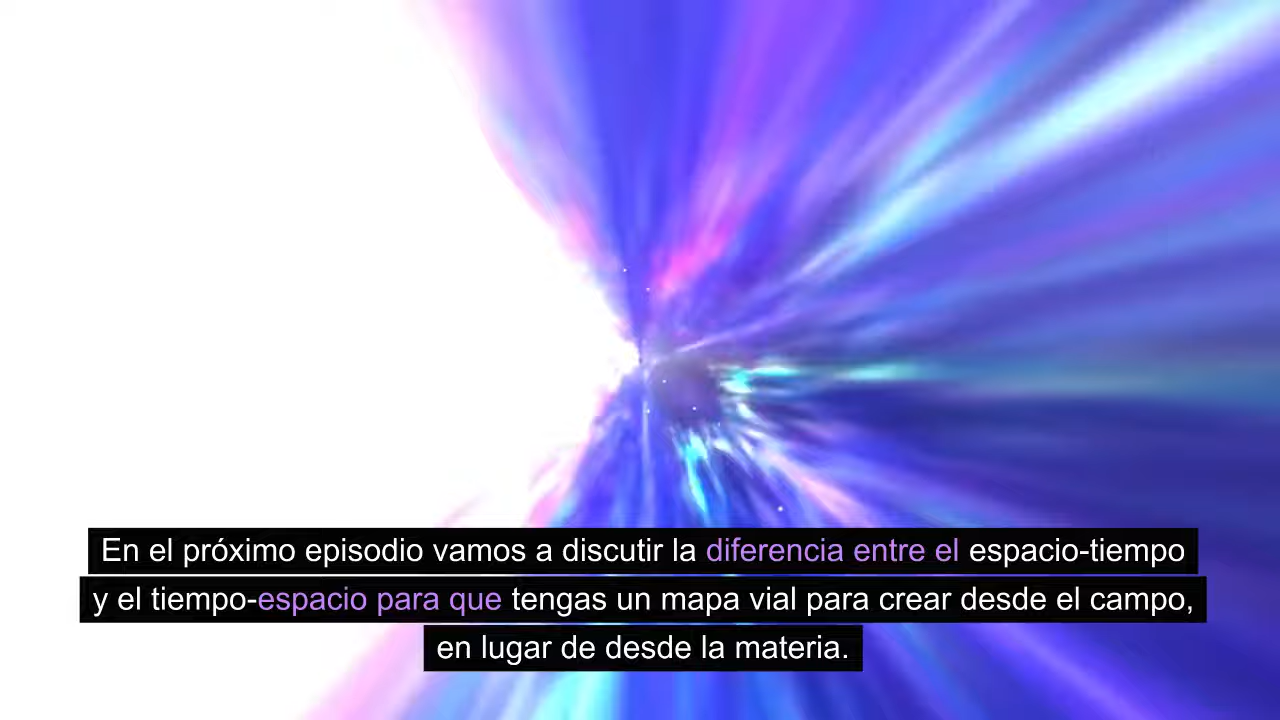 En el próximo episodio vamos a discutir la diferencia entre el espacio-tiempo
y el tiempo-espacio para que tengas un mapa vial para crear desde el campo,
en lugar de desde la materia.